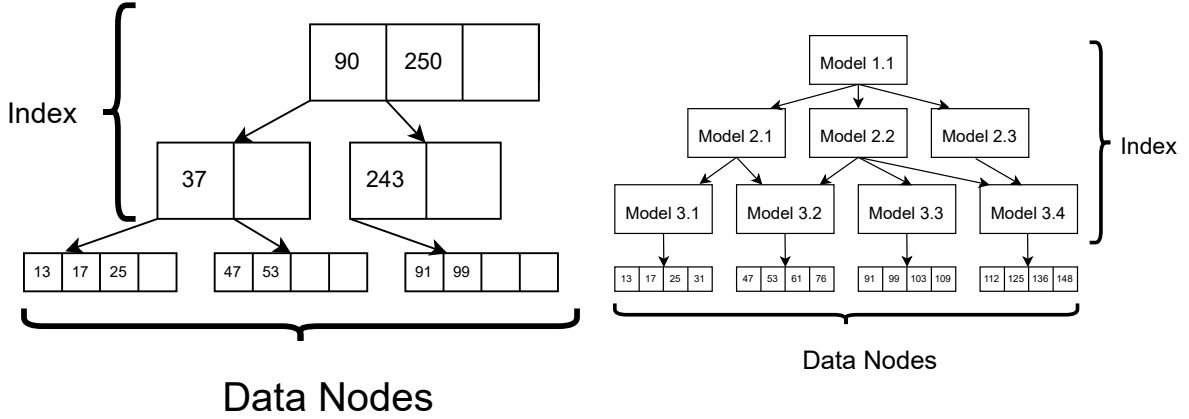 90 250
Index
37
243
13 17 25
47 53
91 99
Data Nodes
Model 1.1
Model 2.1
Model 2.2
Model 2.3
Index
Model 3.1
Model 3.2
Model 3.3
Model 3.4
13 17 25 31
47 53 61 76
91 99 103 109
112 125 136 148
Data Nodes